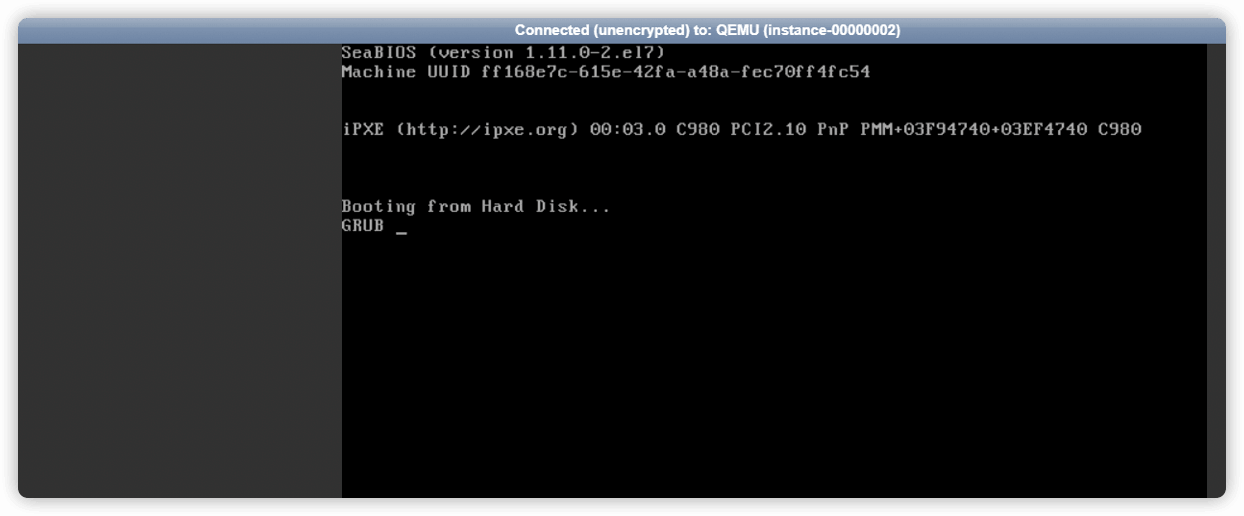 Connected (unencrypted) to: QEMU (instance-00000002)
SeaBIOS (version 1.11.0-2.el7)
Machine UUID ff168e7c-615e-42fa-a48a-fec70ff4fc54
iPXE (http://ipxe.org) 00:03.0 C980 PCI2.10 PnP PMM+03F94740+03EF4740 C980
Booting from Hard Disk...
GRUB _